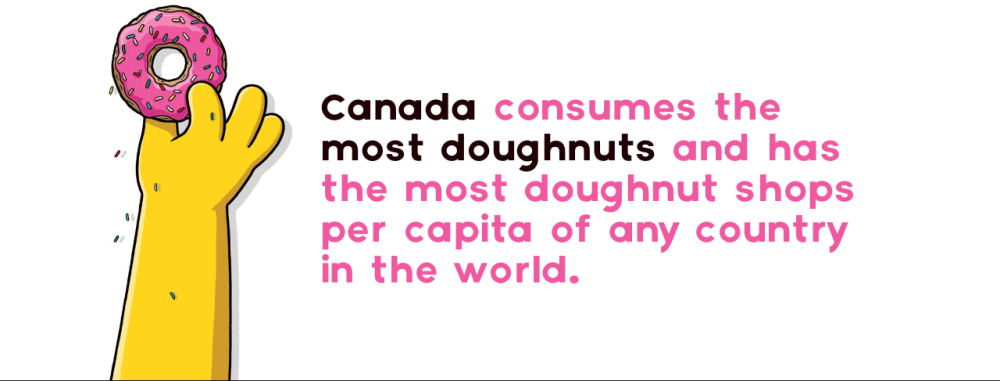 Canada consumes the
most doughnuts and has
the most doughnut shops
per capita of any country
in the world.